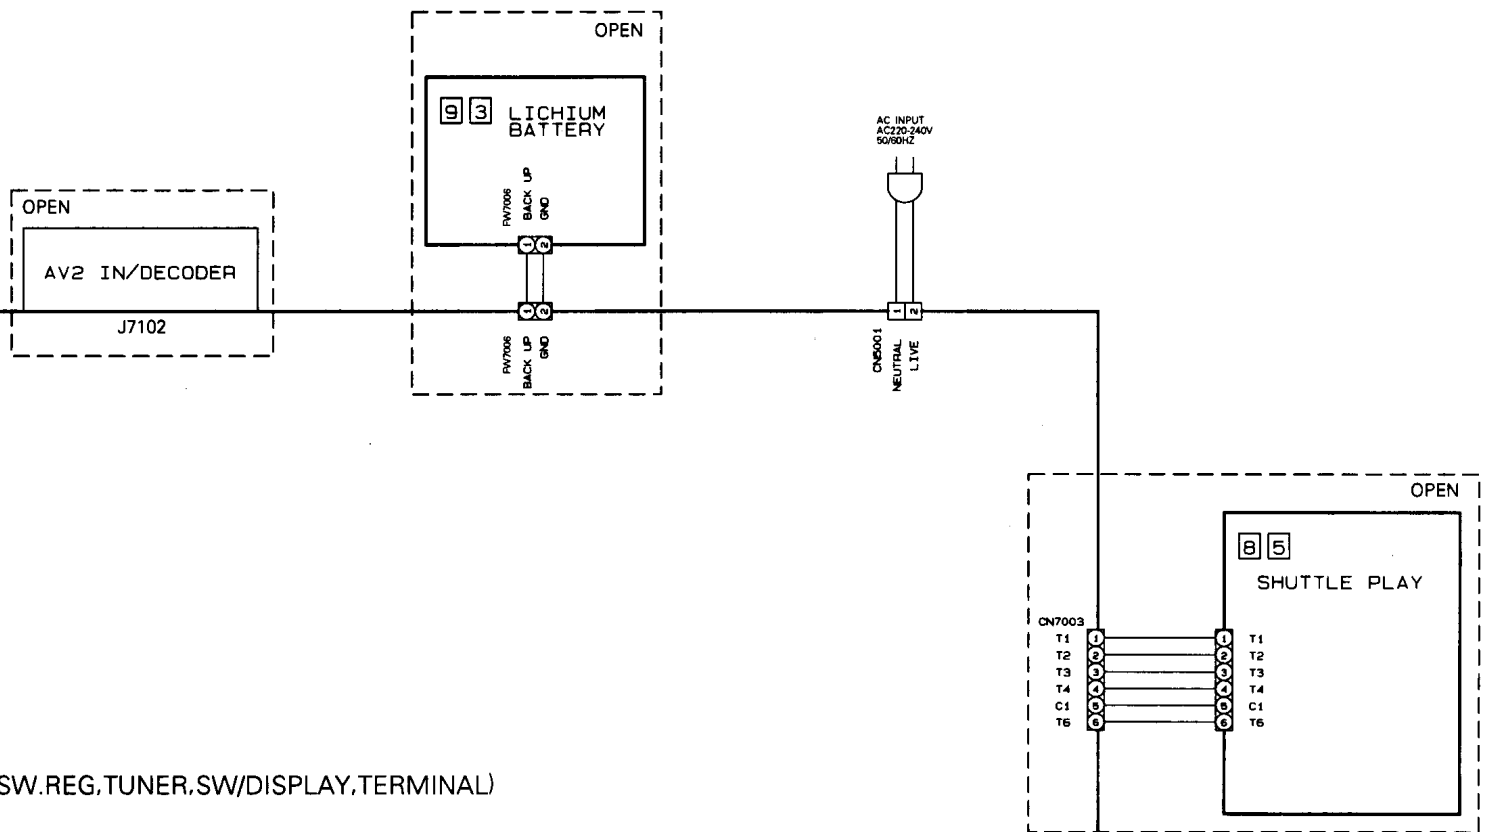 OPEN
9 3 LICHIUM
BATTERY
FW7006
BACK UP
GND
1 2
1 2
FW7006
BACK UP
GND
AC INPUT
AC220-240V
50/60HZ
1 2
CN5001
NEUTRAL
LIVE
OPEN
AV2 IN/DECODER
J7102
OPEN
8 5
SHUTTLE PLAY
CN7003
T1 1 1 T1
T2 2 2 T2
T3 3 3 T3
T4 4 4 T4
C1 5 5 C1
T6 6 6 T6
SW.REG,TUNER,SW/DISPLAY,TERMINAL)